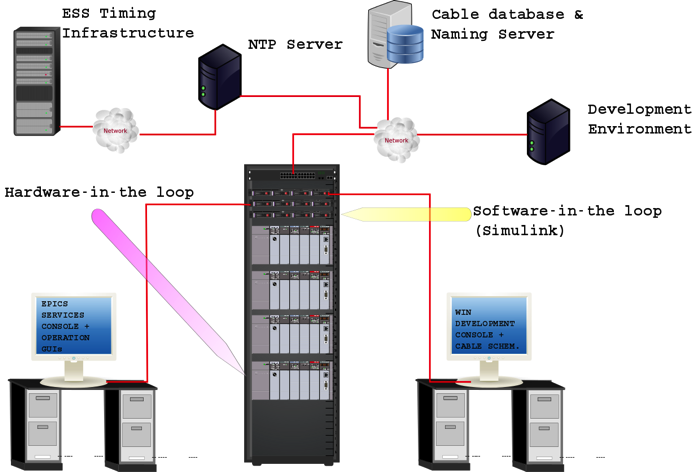 ESS Timing
Infrastructure
NTP Server
Cable database &
Naming Server
Network
Network
Development
Environment
Hardware-in-the loop
Software-in-the loop
(Simulink)
EPICS
SERVICES
CONSOLE +
OPERATION
GUIs
WIN
DEVELOPMENT
CONSOLE +
CABLE SCHEM.